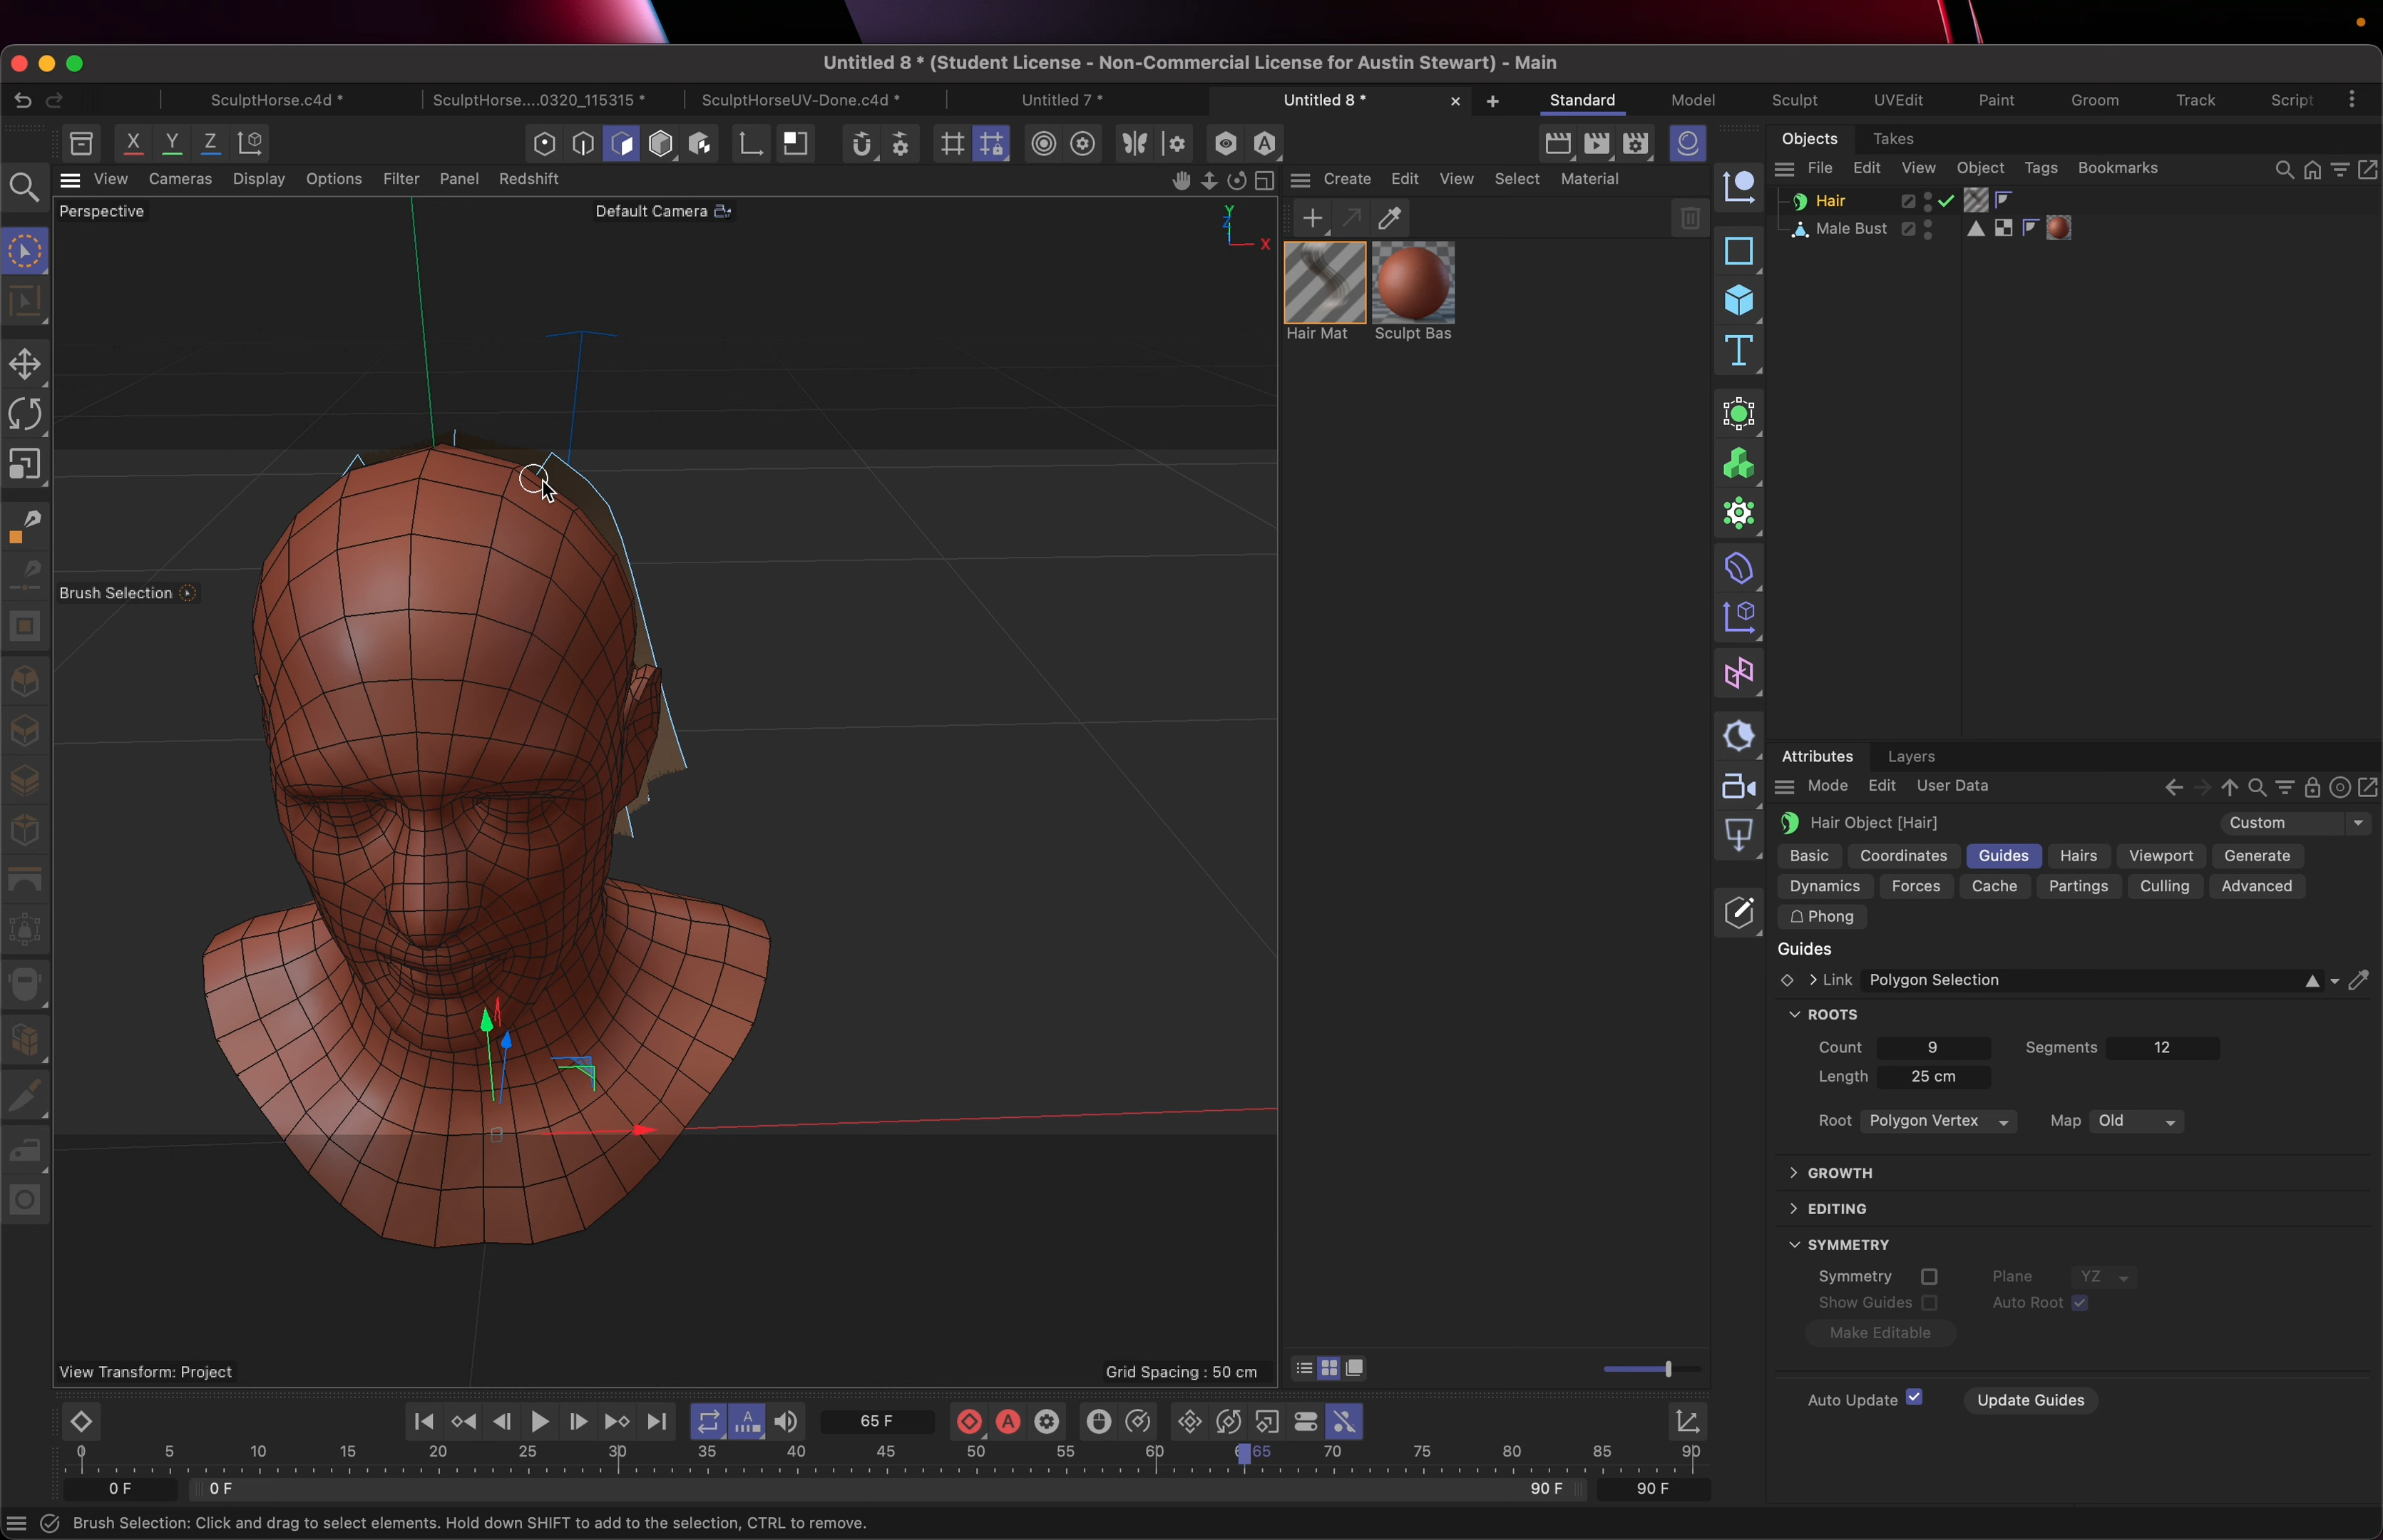 Untitled 8 * (Student License - Non-Commercial License for Austin Stewart) - Main
SculptHorse.c4d * SculptHorse....0320_115315 * SculptHorseUV-Done.c4d * Untitled 7 * Untitled 8 * Standard Model Sculpt UVEdit Paint Groom Track Script
X Y Z
View Cameras Display Options Filter Panel Redshift
Perspective
Default Camera
Y
Z
X
Brush Selection
View Transform: Project
Grid Spacing : 50 cm
Create Edit View Select Material
Hair Mat
Sculpt Bas
Objects Takes
File Edit View Object Tags Bookmarks
Hair
Male Bust
Attributes Layers
Mode Edit User Data
Hair Object [Hair]
Custom
Basic Coordinates Guides Hairs Viewport Generate
Dynamics Forces Cache Partings Culling Advanced
Phong
Guides
Link Polygon Selection
ROOTS
Count 9 Segments 12
Length 25 cm
Root Polygon Vertex Map Old
GROWTH
EDITING
SYMMETRY
Symmetry Plane YZ
Show Guides Auto Root
Make Editable
Auto Update Update Guides
65 F
0 5 10 15 20 25 30 35 40 45 50 55 60 65 70 75 80 85 90
0 F 0 F 90 F 90 F
Brush Selection: Click and drag to select elements. Hold down SHIFT to add to the selection, CTRL to remove.